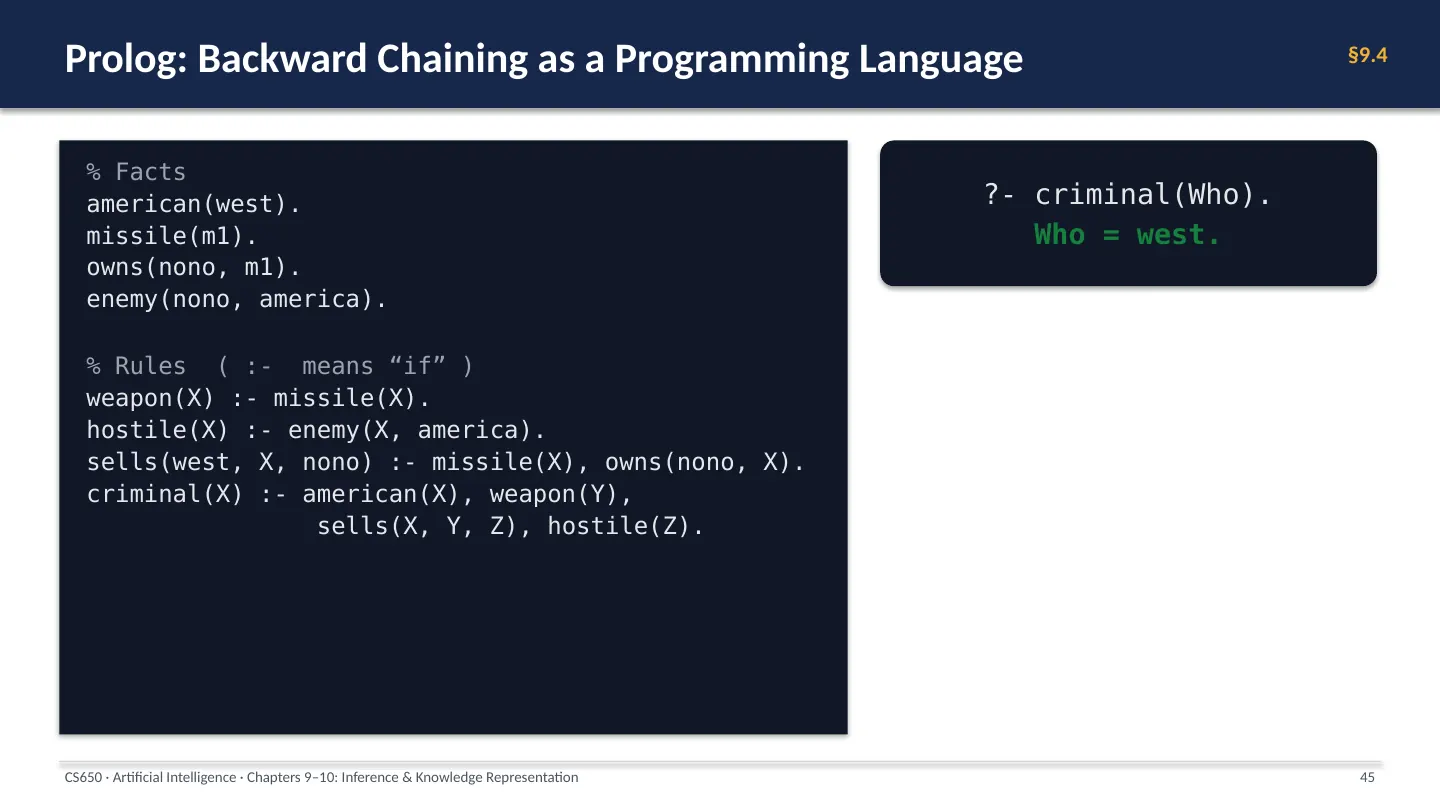 Prolog: Backward Chaining as a Programming Language
§9.4
% Facts
american(west).
missile(m1).
owns(nono, m1).
enemy(nono, america).
% Rules  ( :-  means “if” )
weapon(X) :- missile(X).
hostile(X) :- enemy(X, america).
sells(west, X, nono) :- missile(X), owns(nono, X).
criminal(X) :- american(X), weapon(Y),
sells(X, Y, Z), hostile(Z).
?- criminal(Who).
Who = west.
CS650 · Artificial Intelligence · Chapters 9–10: Inference & Knowledge Representation
45